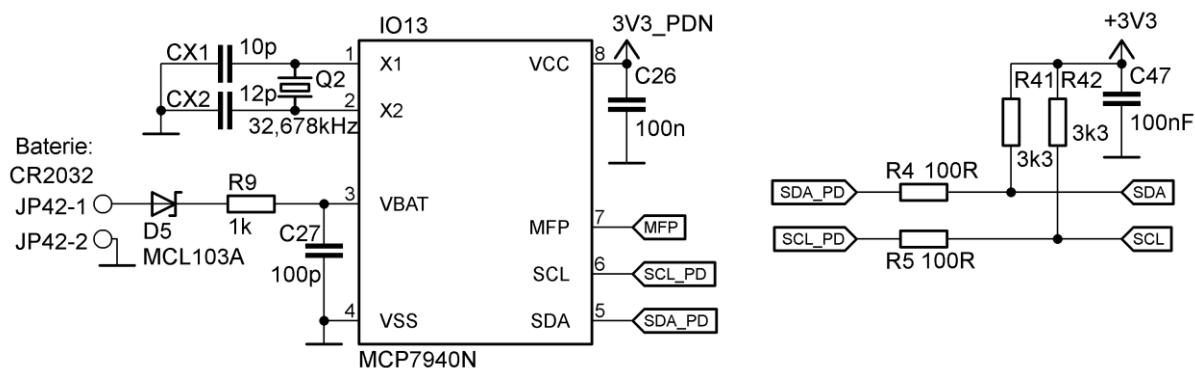 IO13
3V3_PDN
+3V3
CX1
10p
1
X1
VCC
8
Q2
C26
R41
R42
C47
CX2
12p
2
X2
32,678kHz
100n
3k3
100nF
3k3
Baterie:
CR2032
JP42-1
R9
3
VBAT
R4 100R
SDA_PD
SDA
D5
1k
C27
MFP
7
MFP
JP42-2
MCL103A
SCL_PD
SCL
100p
SCL
6
SCL_PD
R5 100R
4
VSS
SDA
5
SDA_PD
MCP7940N